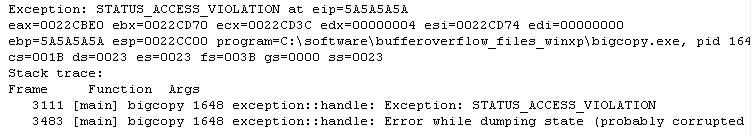 Exception: STATUS_ACCESS_VIOLATION at eip=5A5A5A5A
eax=0022CBE0 ebx=0022CD70 ecx=0022CD3C edx=00000004 esi=0022CD74 edi=00000000
ebp=5A5A5A5A esp=0022CC00 program=C:\software\bufferoverflow_files_winxp\bigcopy.exe, pid 164
cs=001B ds=0023 es=0023 fs=003B gs=0000 ss=0023
Stack trace:
Frame Function Args
3111 [main] bigcopy 1648 exception::handle: Exception: STATUS_ACCESS_VIOLATION
3483 [main] bigcopy 1648 exception::handle: Error while dumping state (probably corrupted